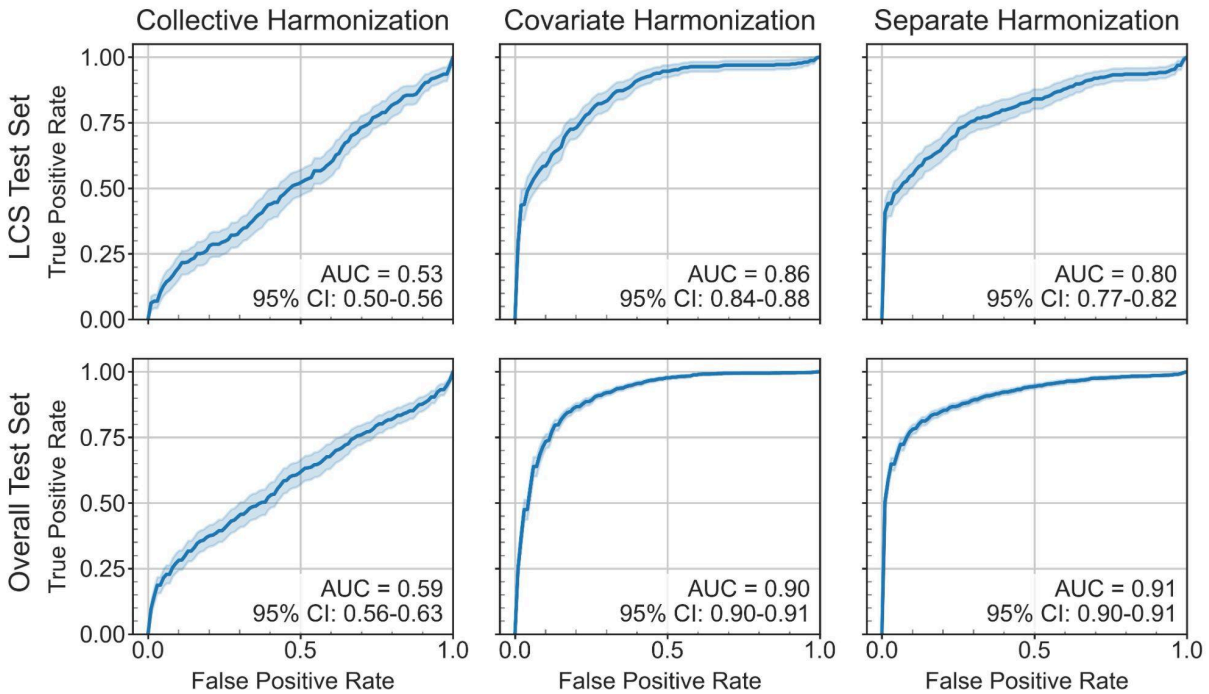 Collective Harmonization
Covariate Harmonization
Separate Harmonization
LCS Test Set
True Positive Rate
1.00
0.75
0.50
0.25
0.00
AUC = 0.53
95% CI: 0.50-0.56
AUC = 0.86
95% CI: 0.84-0.88
AUC = 0.80
95% CI: 0.77-0.82
Overall Test Set
True Positive Rate
1.00
0.75
0.50
0.25
0.00
AUC = 0.59
95% CI: 0.56-0.63
AUC = 0.90
95% CI: 0.90-0.91
AUC = 0.91
95% CI: 0.90-0.91
0.0 0.5 1.0
0.0 0.5 1.0
0.0 0.5 1.0
False Positive Rate
False Positive Rate
False Positive Rate